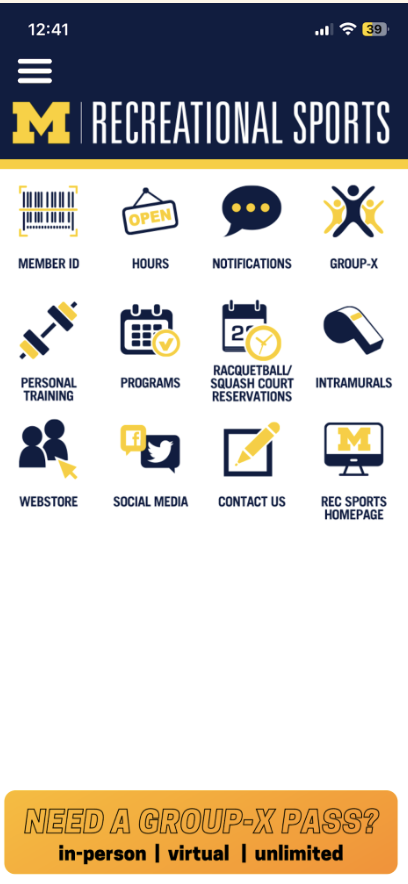 12:41
39
M RECREATIONAL SPORTS
MEMBER ID
OPEN
HOURS
NOTIFICATIONS
GROUP-X
PERSONAL
TRAINING
PROGRAMS
RACQUETBALL/
SQUASH COURT
RESERVATIONS
INTRAMURALS
WEBSTORE
f
SOCIAL MEDIA
CONTACT US
M
REC SPORTS
HOMEPAGE
NEED A GROUP-X PASS?
in-person | virtual | unlimited